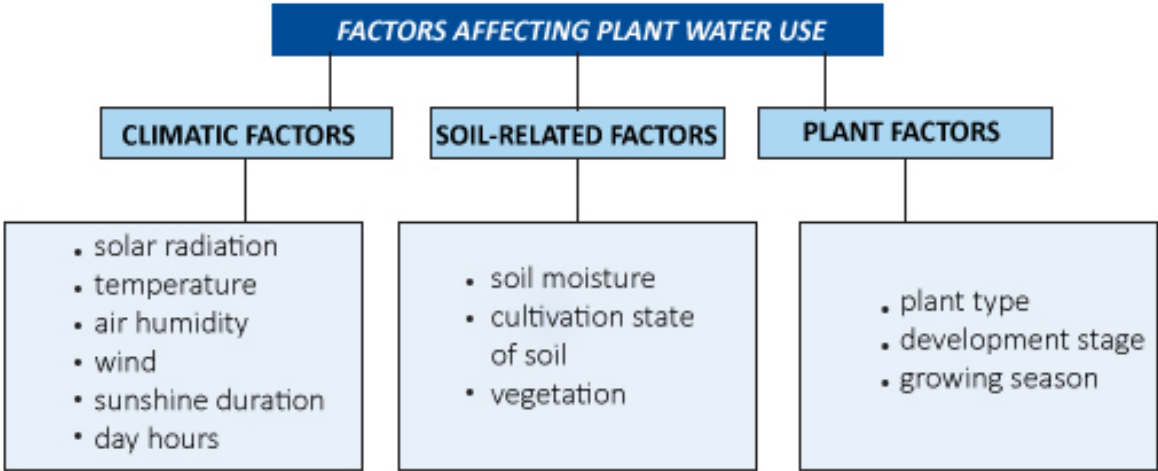 FACTORS AFFECTING PLANT WATER USE
CLIMATIC FACTORS
SOIL-RELATED FACTORS
PLANT FACTORS
• solar radiation
• temperature
• air humidity
• wind
• sunshine duration
• day hours
• soil moisture
• cultivation state
of soil
• vegetation
• plant type
• development stage
• growing season